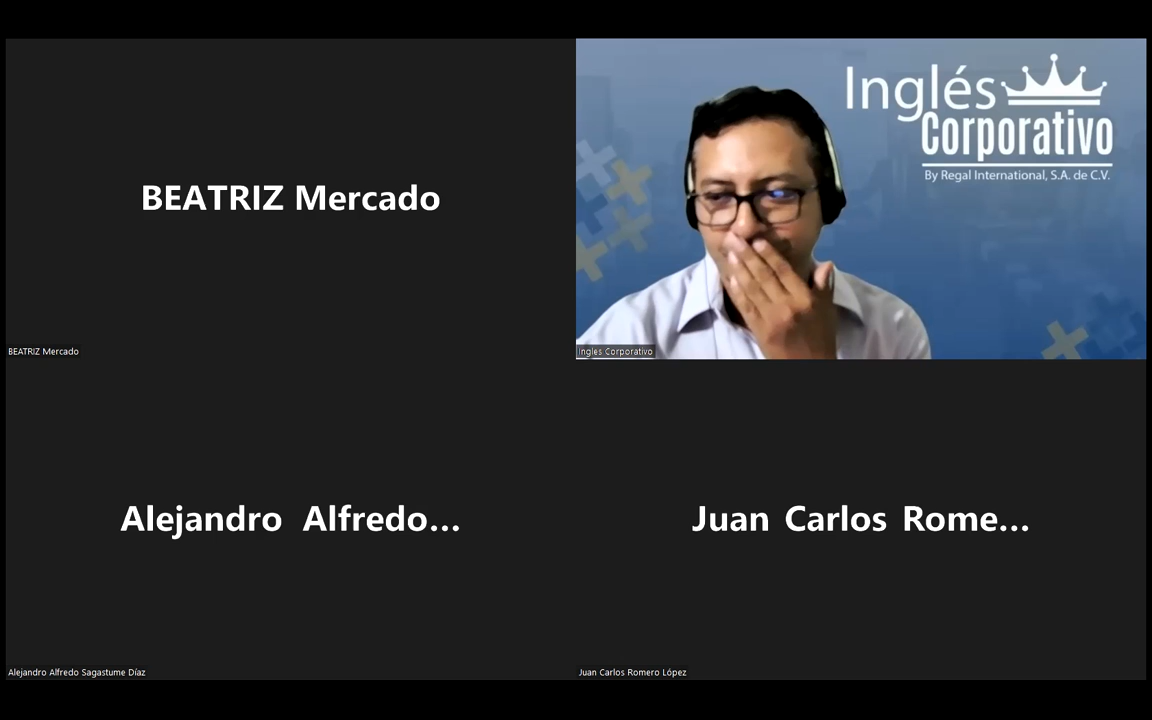 BEATRIZ Mercado
BEATRIZ Mercado
Inglés
Corporativo
By Regal International, S.A. de C.V.
Ingles Corporativo
Alejandro Alfredo...
Alejandro Alfredo Sagastume Díaz
Juan Carlos Rome...
Juan Carlos Romero López